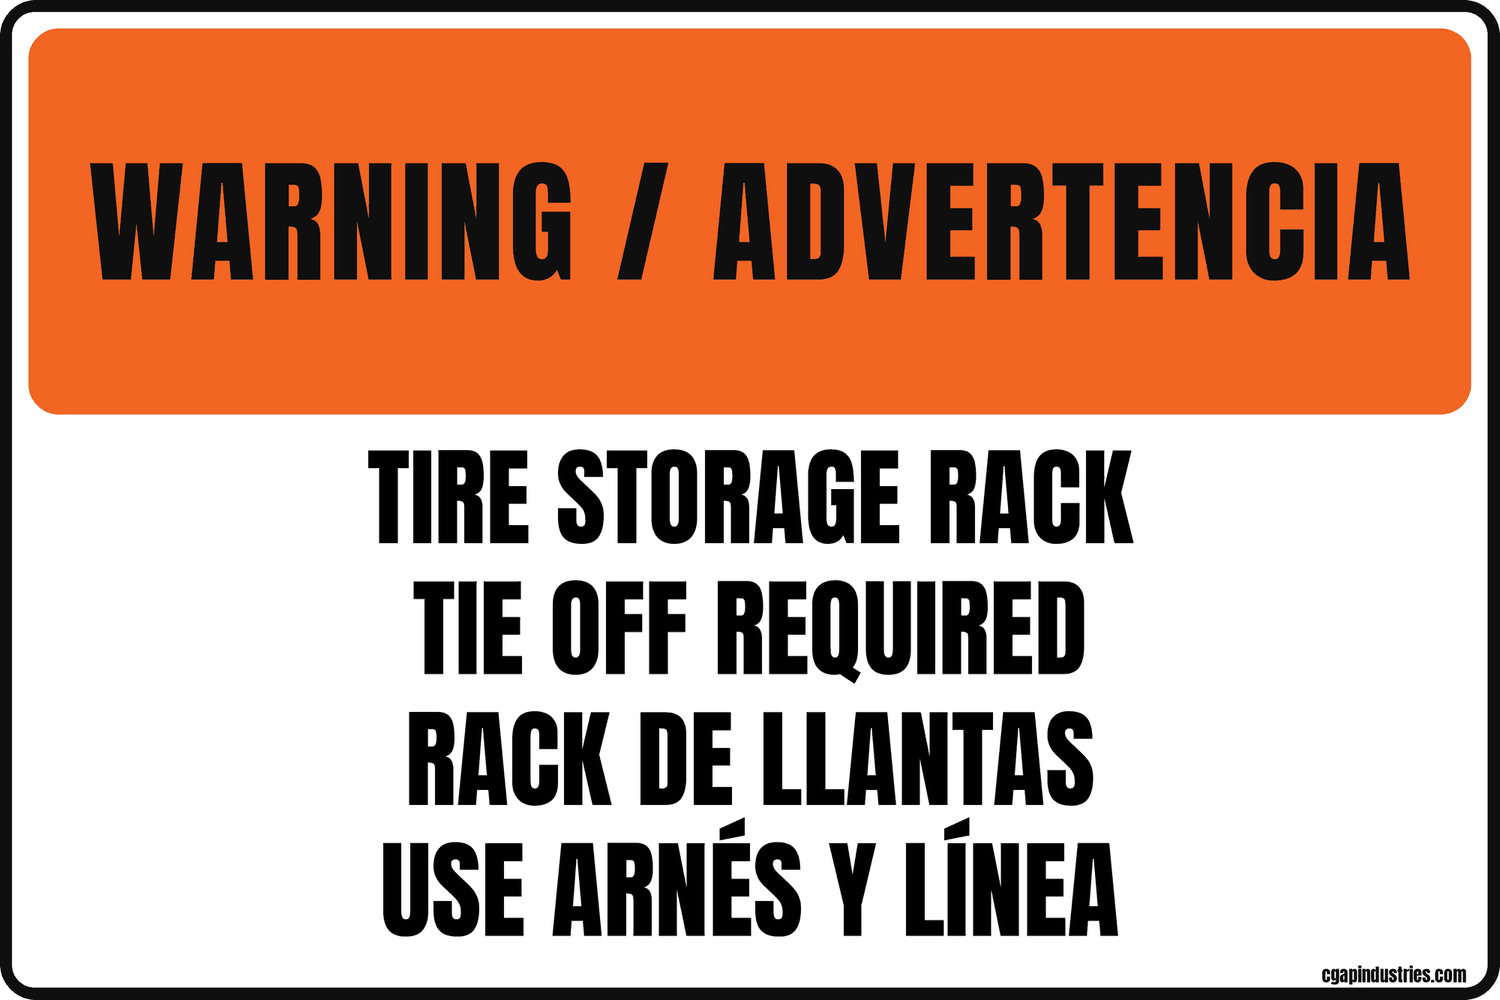 WARNING / ADVERTENCIA
TIRE STORAGE RACK
TIE OFF REQUIRED
RACK DE LLANTAS
USE ARNÉS Y LÍNEA
cgapindustries.com